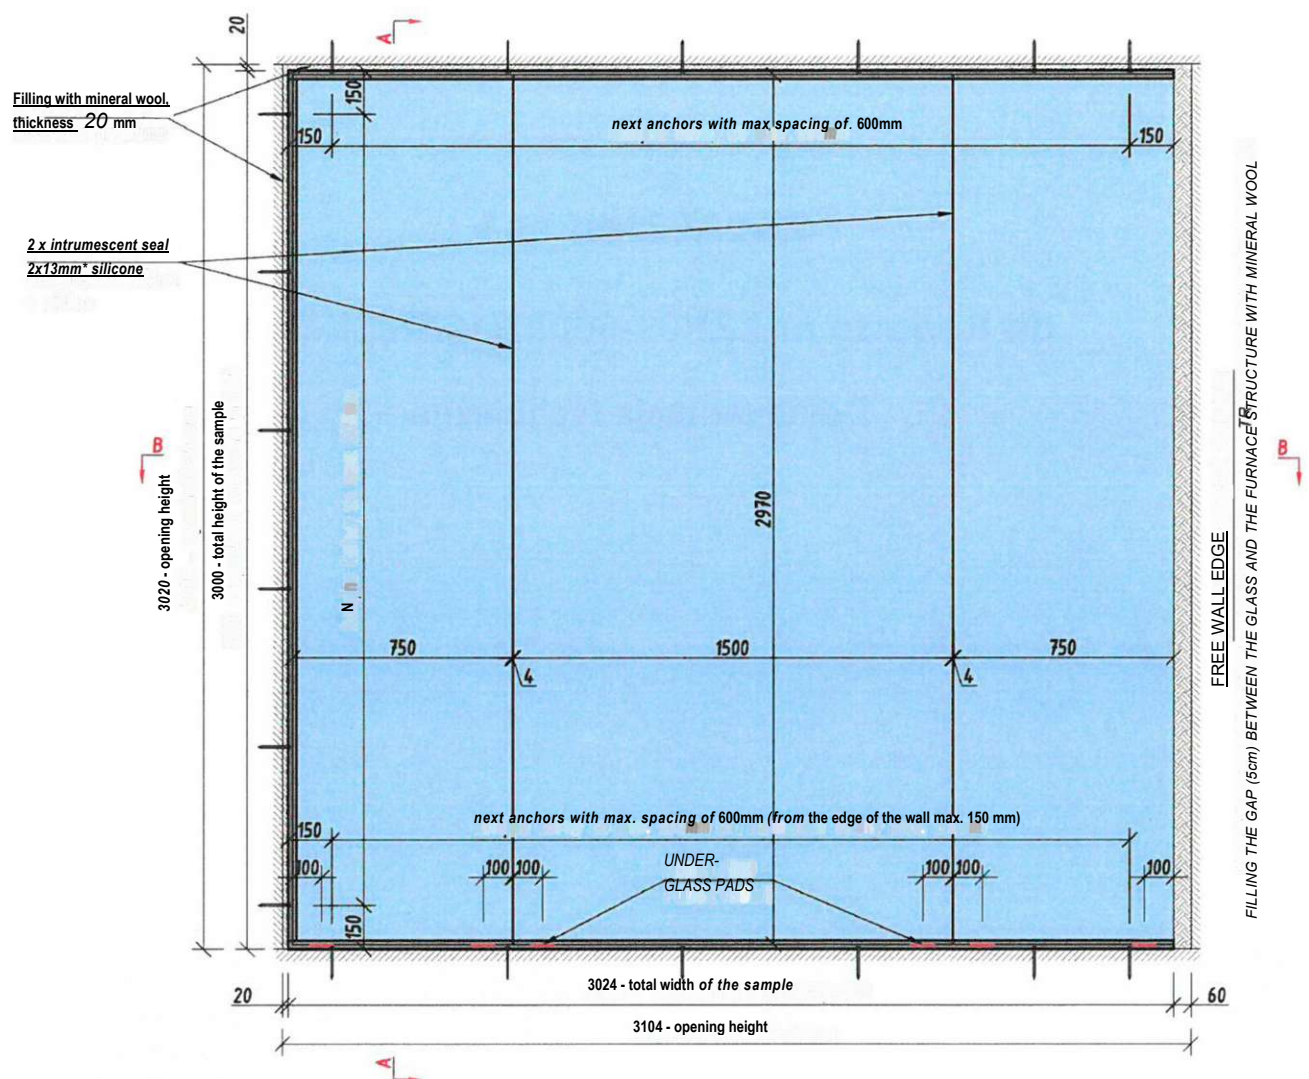 20
A
Filling with mineral wool,
thickness 20 mm
150
150
next anchors with max spacing of. 600mm
150
2 x intrumescent seal
2x13mm* silicone
B
3020 - opening height
3000 - total height of the sample
N
2970
FREE WALL EDGE
TR
FILLING THE GAP (5cm) BETWEEN THE GLASS AND THE FURNACE STRUCTURE WITH MINERAL WOOL
B
750
1500
750
4
4
next anchors with max. spacing of 600mm (from the edge of the wall max. 150 mm)
150
100
100
100
UNDER-
GLASS PADS
100
100
100
150
3024 - total width of the sample
20
60
3104 - opening height
A